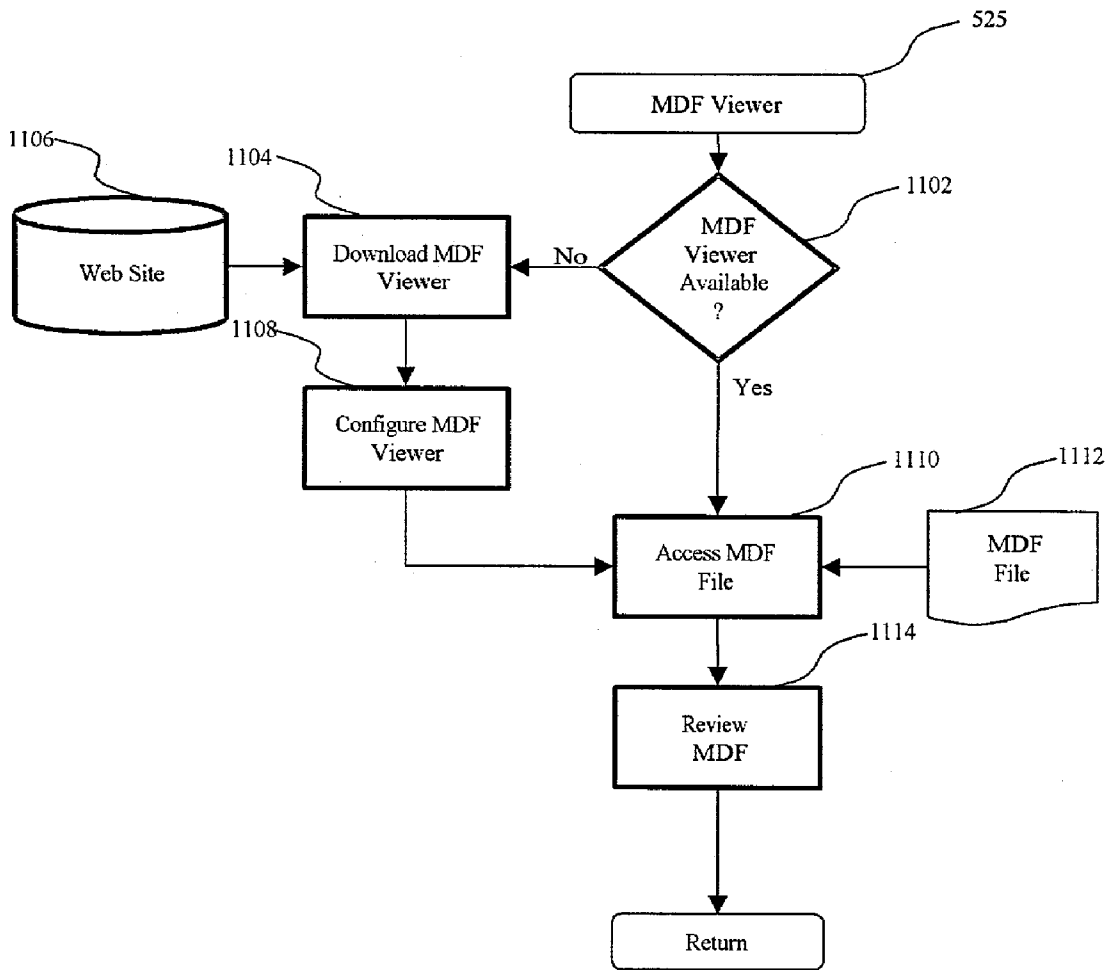 525
MDF Viewer
1106
1104
1102
Web Site
Download MDF
Viewer
No
MDF
Viewer
Available
?
1108
Yes
Configure MDF
Viewer
1110
1112
Access MDF
File
MDF
File
1114
Review
MDF
Return